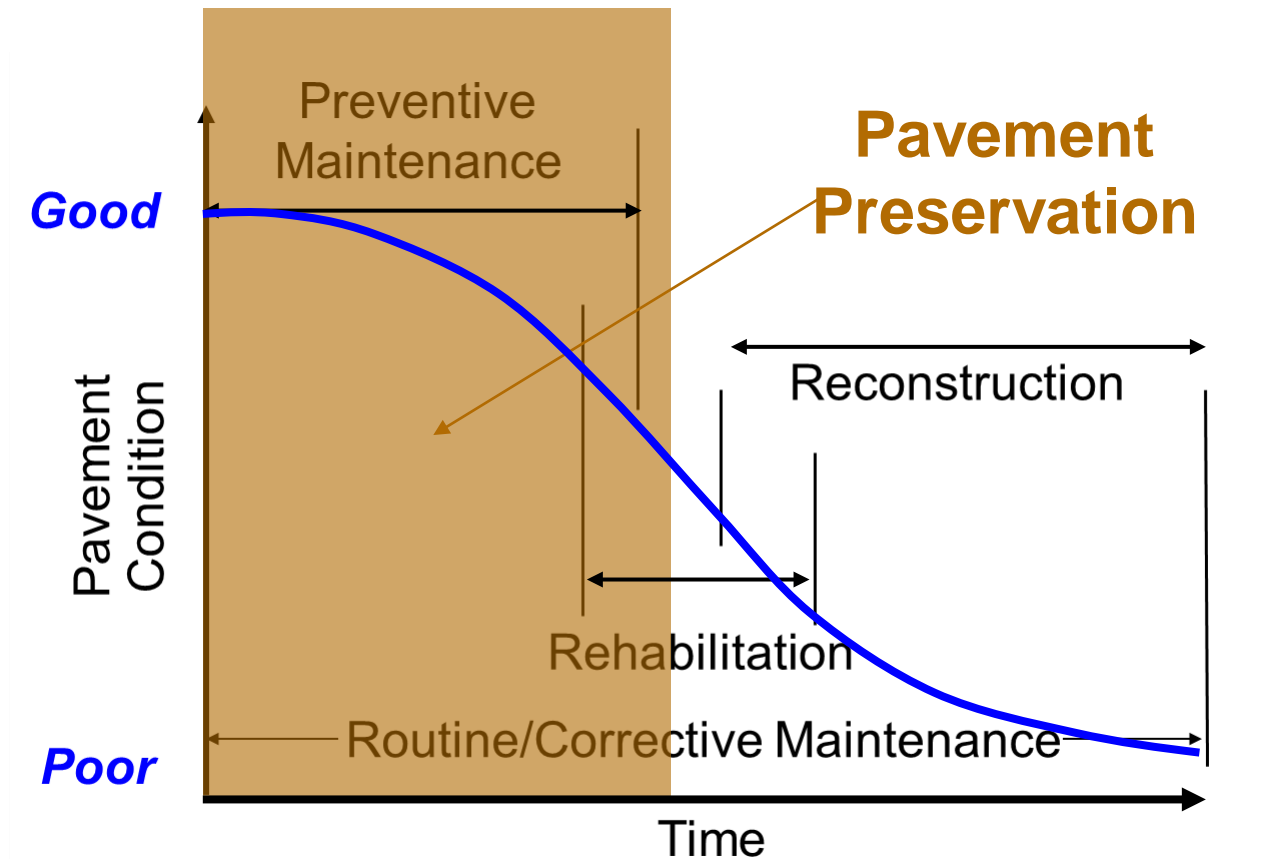 Preventive
Maintenance
Pavement
Preservation
Good
Reconstruction
Pavement
Condition
Rehabilitation
Routine/Corrective Maintenance
Poor
Time